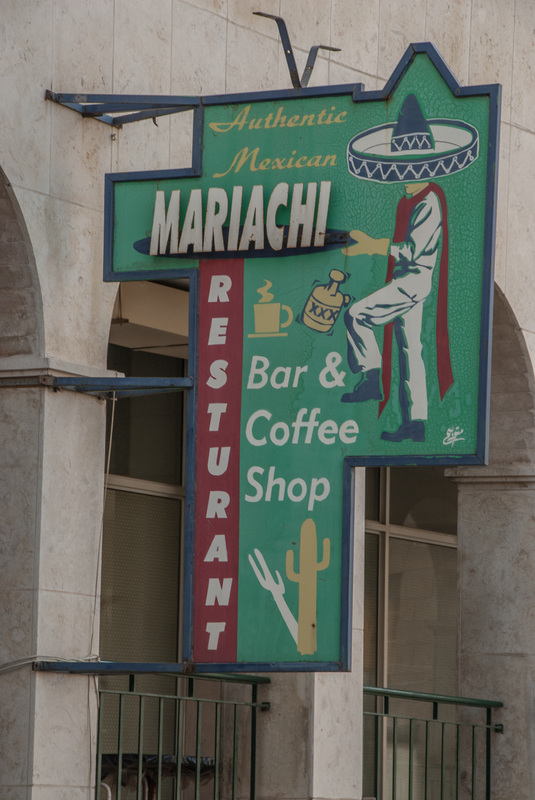 Authentic
Mexican
MARIACHI
RESTURANT
XXX
Bar &
Coffee
Shop